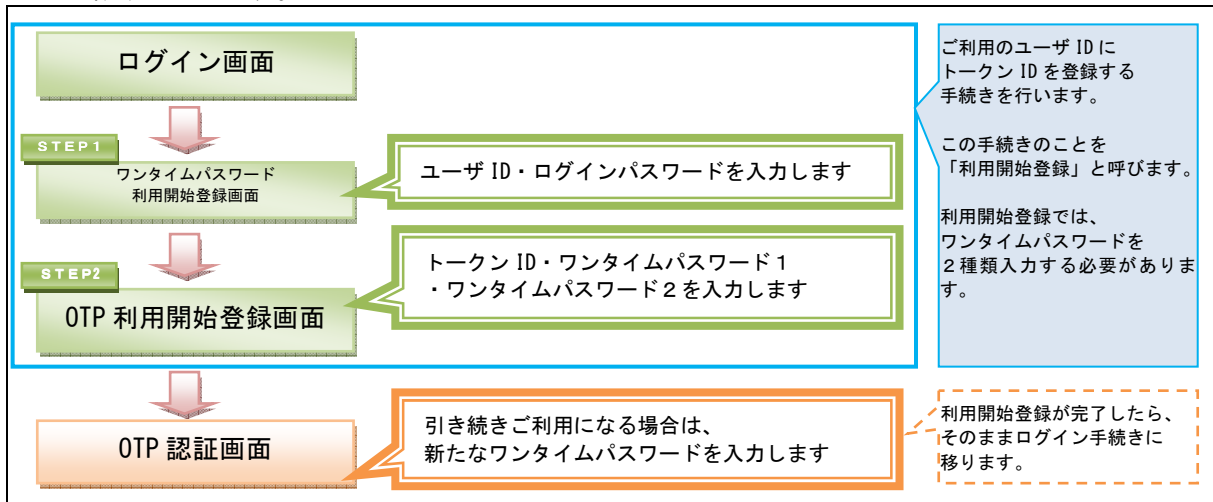 ログイン画面
STEP1
ワンタイムパスワード
利用開始登録画面
ユーザ ID・ログインパスワードを入力します
STEP2
OTP 利用開始登録画面
トークン ID・ワンタイムパスワード１
・ワンタイムパスワード２を入力します
ご利用のユーザ ID に
トークン ID を登録する
手続きを行います。
この手続きのことを
「利用開始登録」と呼びます。
利用開始登録では、
ワンタイムパスワードを
２種類入力する必要がありま
す。
OTP 認証画面
引き続きご利用になる場合は、
新たなワンタイムパスワードを入力します
利用開始登録が完了したら、
そのままログイン手続きに
移ります。